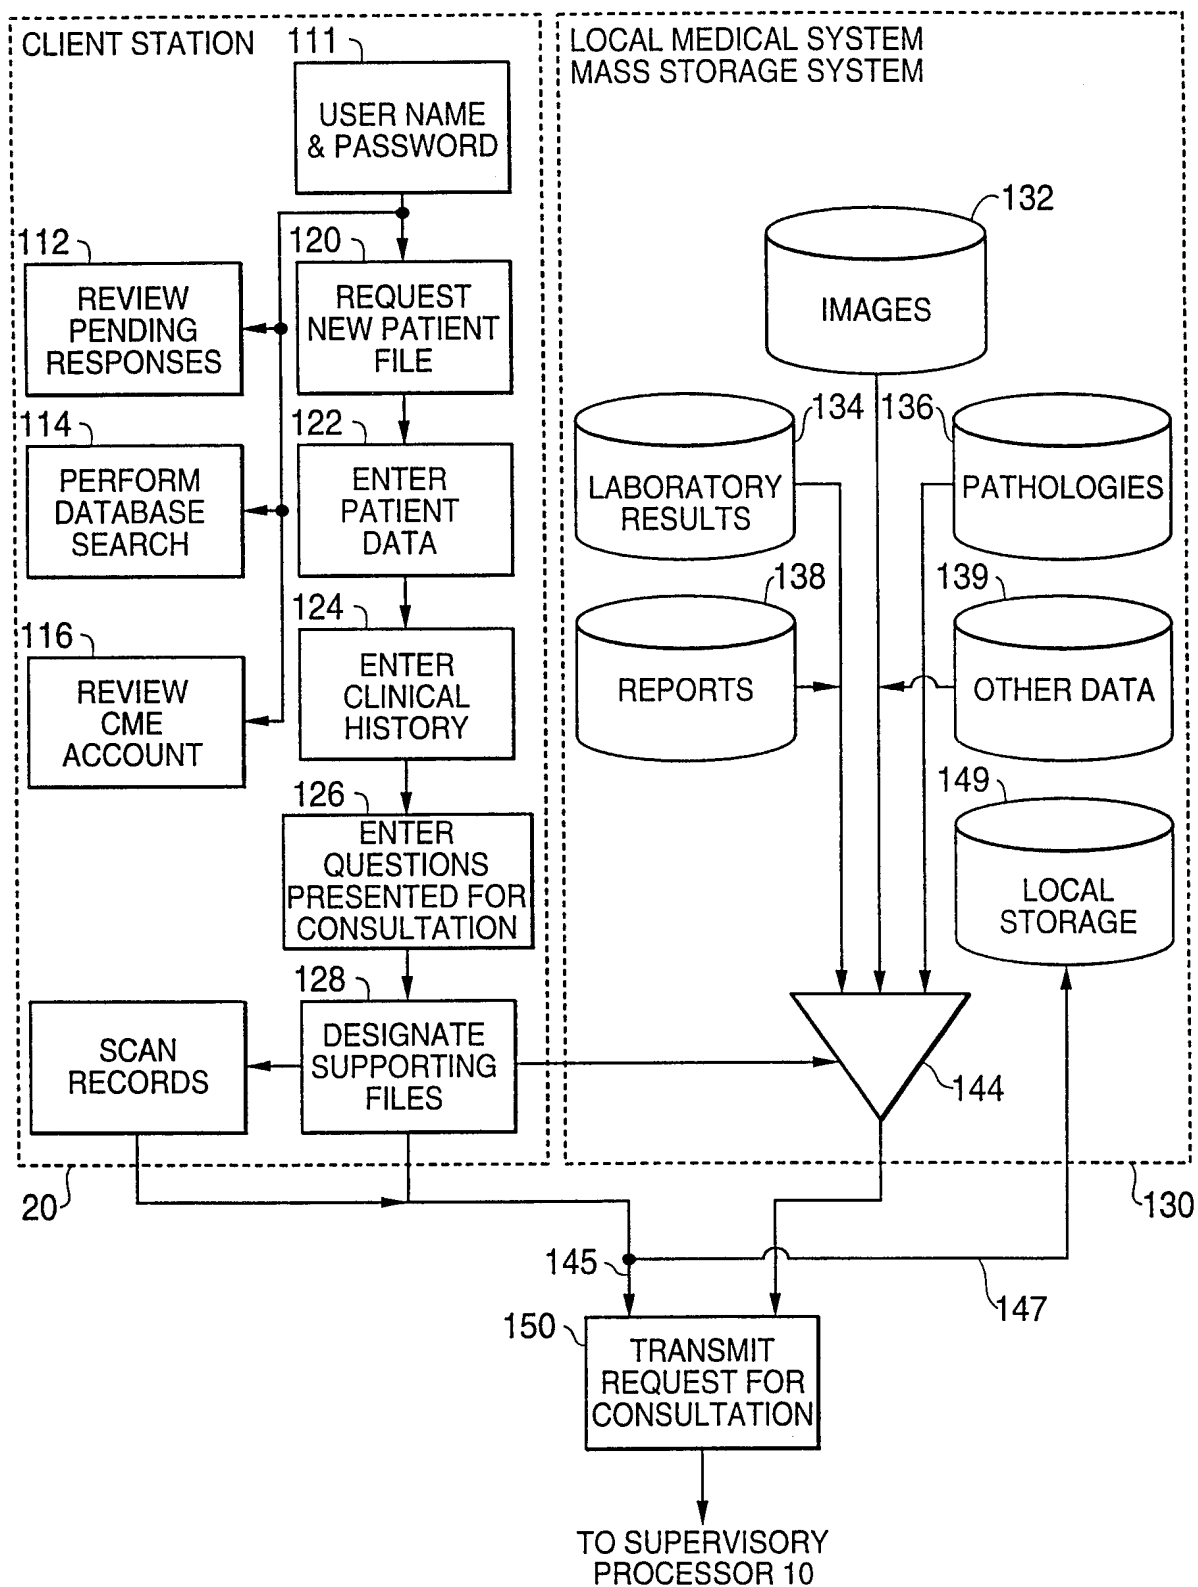 CLIENT STATION
111
USER NAME
& PASSWORD
112
REVIEW
PENDING
RESPONSES
120
REQUEST
NEW PATIENT
FILE
114
PERFORM
DATABASE
SEARCH
122
ENTER
PATIENT
DATA
116
REVIEW
CME
ACCOUNT
124
ENTER
CLINICAL
HISTORY
126
ENTER
QUESTIONS
PRESENTED FOR
CONSULTATION
128
DESIGNATE
SUPPORTING
FILES
SCAN
RECORDS
20
LOCAL MEDICAL SYSTEM
MASS STORAGE SYSTEM
132
IMAGES
134
LABORATORY
RESULTS
136
PATHOLOGIES
138
REPORTS
139
OTHER DATA
149
LOCAL
STORAGE
144
130
145
147
150
TRANSMIT
REQUEST FOR
CONSULTATION
TO SUPERVISORY
PROCESSOR 10